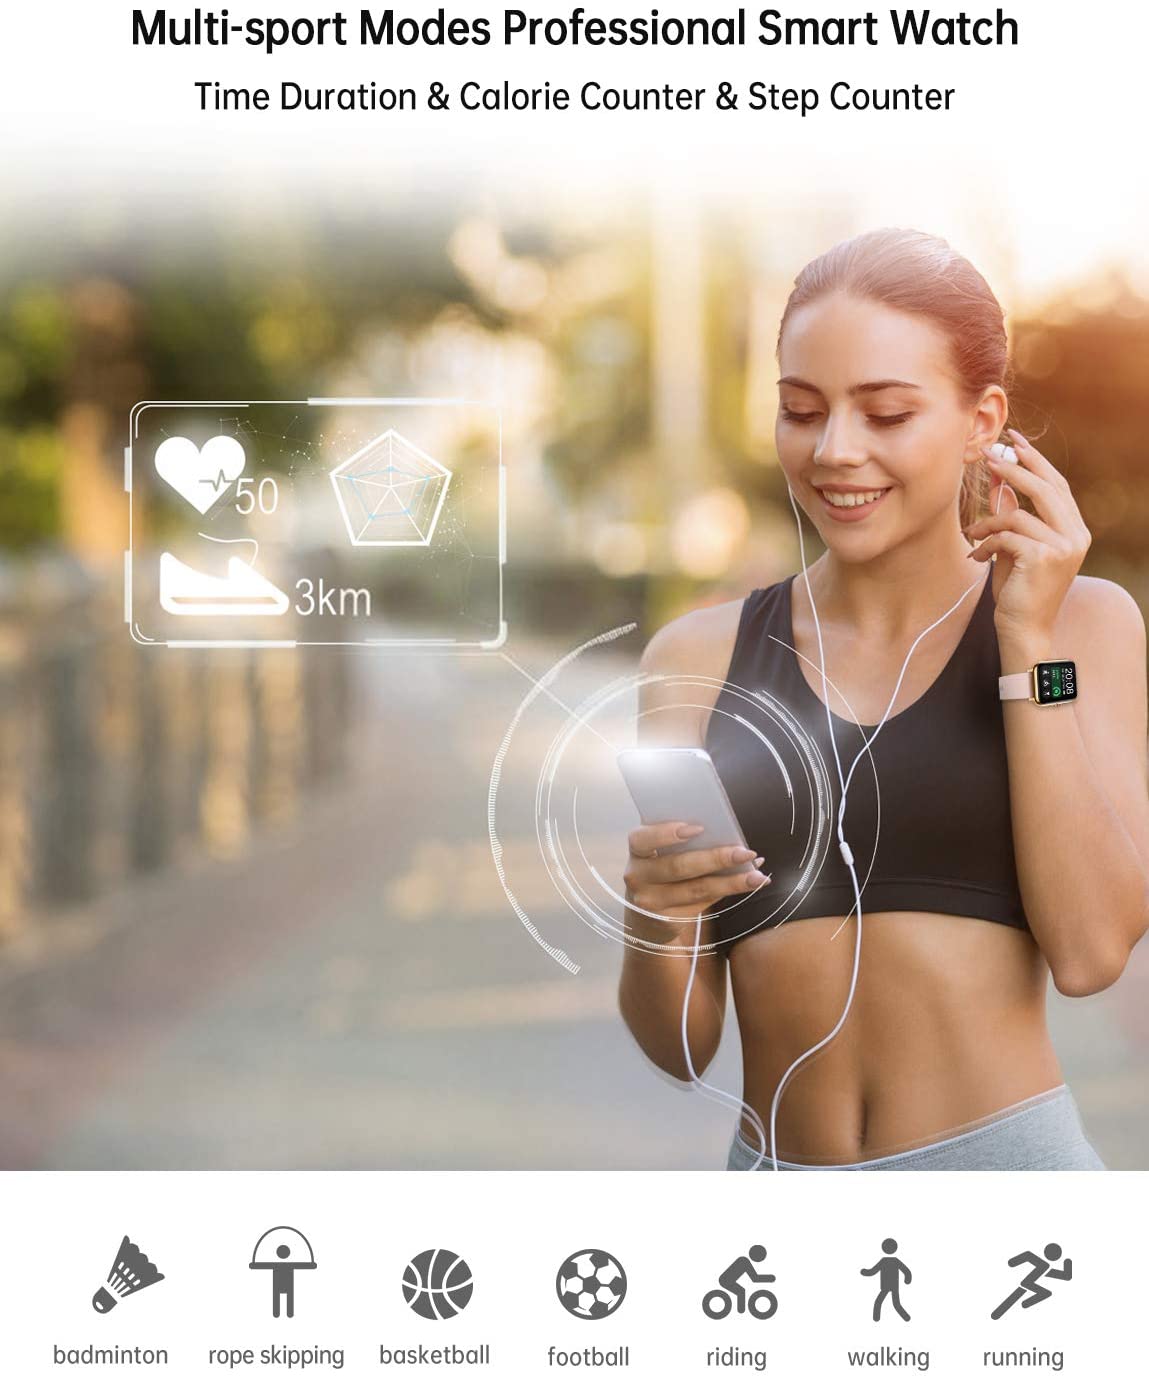 Multi-sport Modes Professional Smart Watch
Time Duration & Calorie Counter & Step Counter
50
3km
20:08
badminton
rope skipping
basketball
football
riding
walking
running